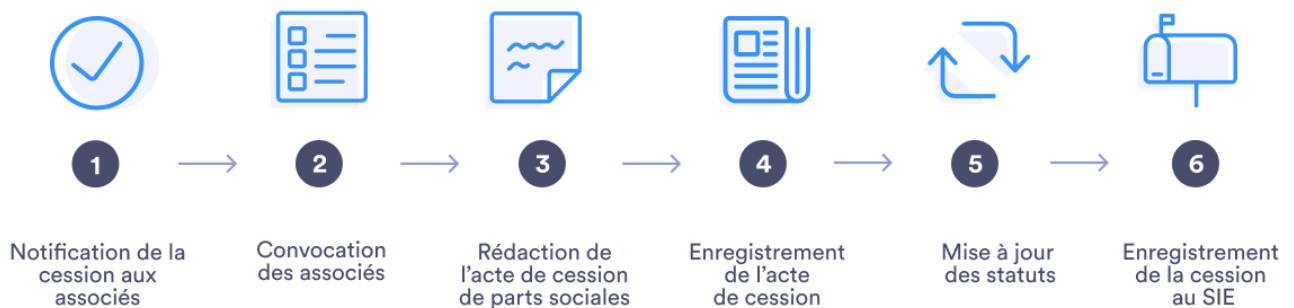 1
2
3
4
5
6
Notification de la
cession aux
associés
Convocation
des associés
Rédaction de
l'acte de cession
de parts sociales
Enregistrement
de l'acte
de cession
Mise à jour
des statuts
Enregistrement
de la cession
au SIE